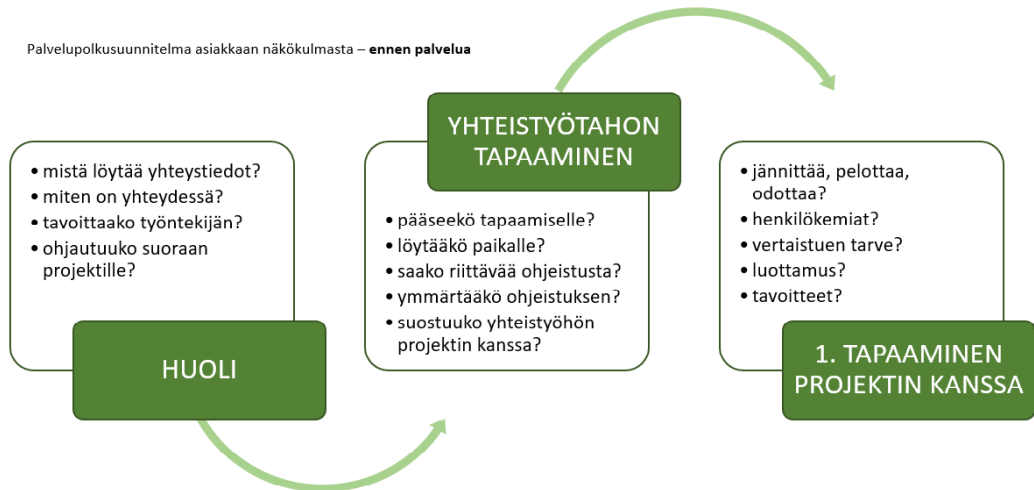 Palvelupolkusuunnitelma asiakkaan näkökulmasta – ennen palvelua
• mistä löytää yhteystiedot?
• miten on yhteydessä?
• tavoittaako työntekijän?
• ohjautuuko suoraan
projektille?
HUOLI
YHTEISTYÖTAHON
TAPAAMINEN
• pääseekö tapaamiselle?
• löytääkö paikalle?
• saako riittävää ohjeistusta?
• ymmärtääkö ohjeistuksen?
• suostuuko yhteistyöhön
projektin kanssa?
• jännittää, pelottaa,
odottaa?
• henkilökemiat?
• vertaistuen tarve?
• luottamus?
• tavoitteet?
1. TAPAAMINEN
PROJEKTIN KANSSA